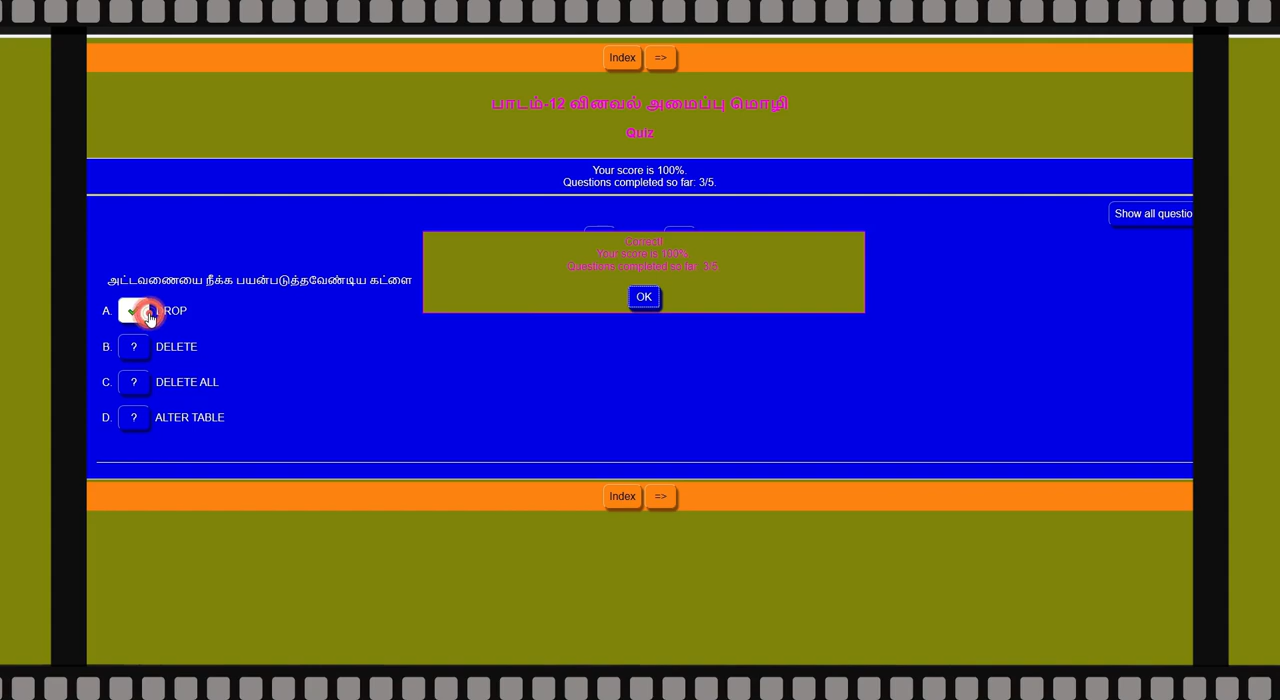 Index =>
பாடம்-12 வினவல் அமைப்பு மொழி
Quiz
Your score is 100%.
Questions completed so far: 3/5.
Show all questio
Correct!
Your score is 100%.
Questions completed so far: 3/5.
OK
அட்டவணையை நீக்க பயன்படுத்தவேண்டிய கட்ளை
A. DROP
B. ? DELETE
C. ? DELETE ALL
D. ? ALTER TABLE
Index =>